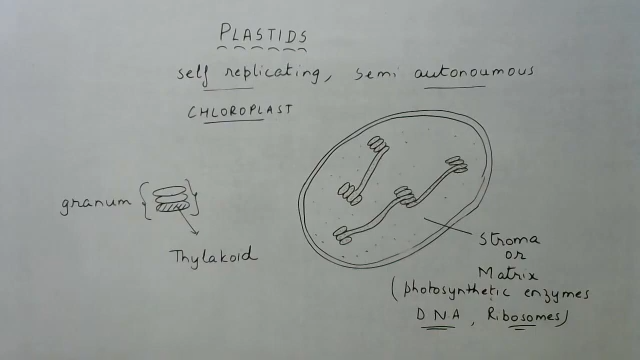 PLASTIDS
self replicating, semi autonoumous
CHLOROPLAST
granum
Thylakoid
Stroma
or
Matrix
(photosynthetic enzymes
DNA, Ribosomes)